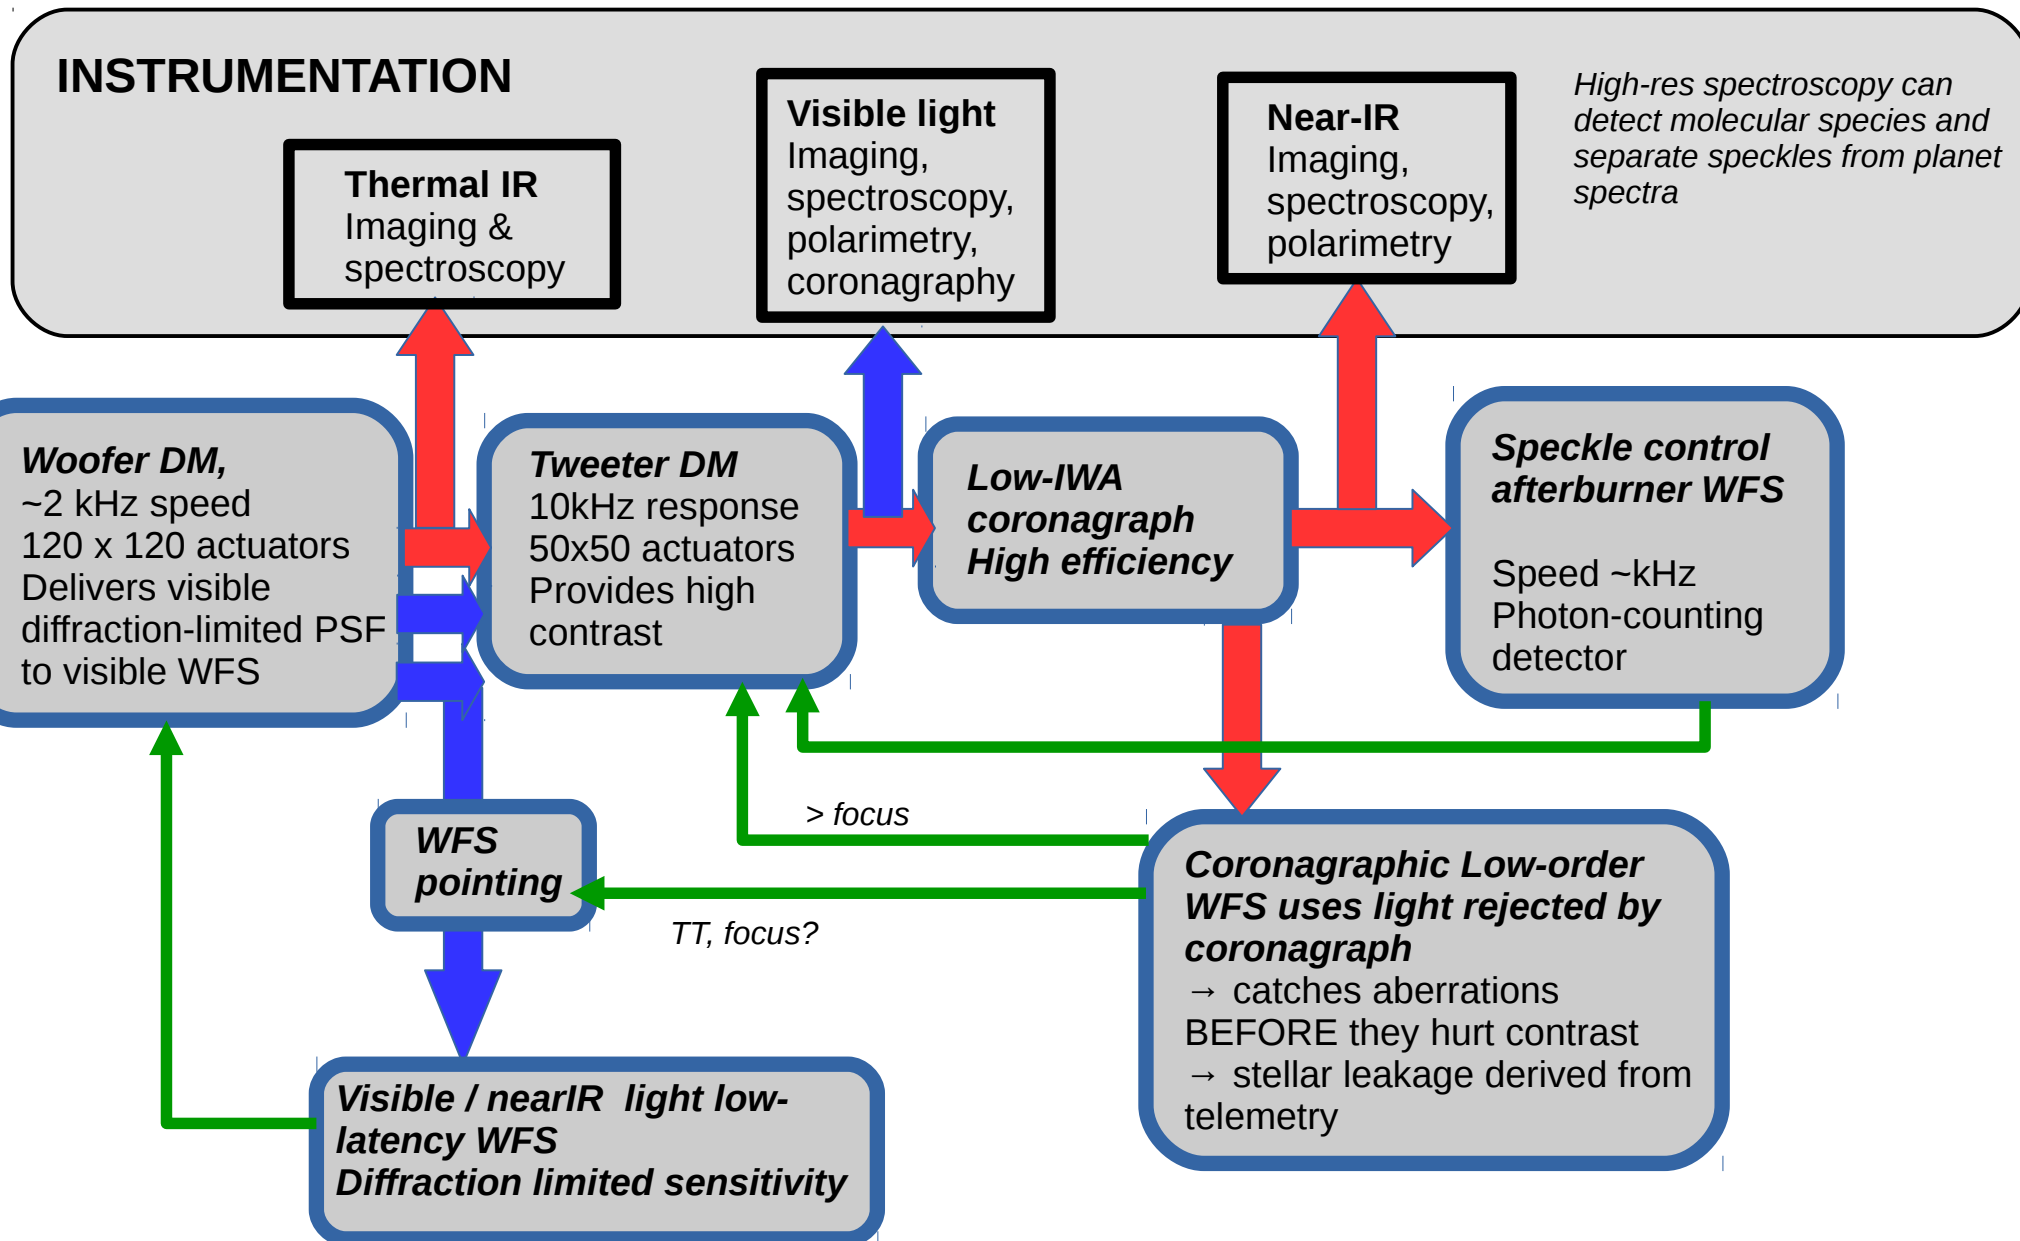 INSTRUMENTATION
Thermal IR
Imaging &
spectroscopy
Visible light
Imaging,
spectroscopy,
polarimetry,
coronagraphy
Near-IR
Imaging,
spectroscopy,
polarimetry
High-res spectroscopy can
detect molecular species and
separate speckles from planet
spectra
Woofer DM,
~2 kHz speed
120 x 120 actuators
Delivers visible
diffraction-limited PSF
to visible WFS
Tweeter DM
10kHz response
50x50 actuators
Provides high
contrast
Low-IWA
coronagraph
High efficiency
Speckle control
afterburner WFS
Speed ~kHz
Photon-counting
detector
> focus
WFS
pointing
TT, focus?
Coronagraphic Low-order
WFS uses light rejected by
coronagraph
→ catches aberrations
BEFORE they hurt contrast
→ stellar leakage derived from
telemetry
Visible / nearIR  light low-
latency WFS
Diffraction limited sensitivity